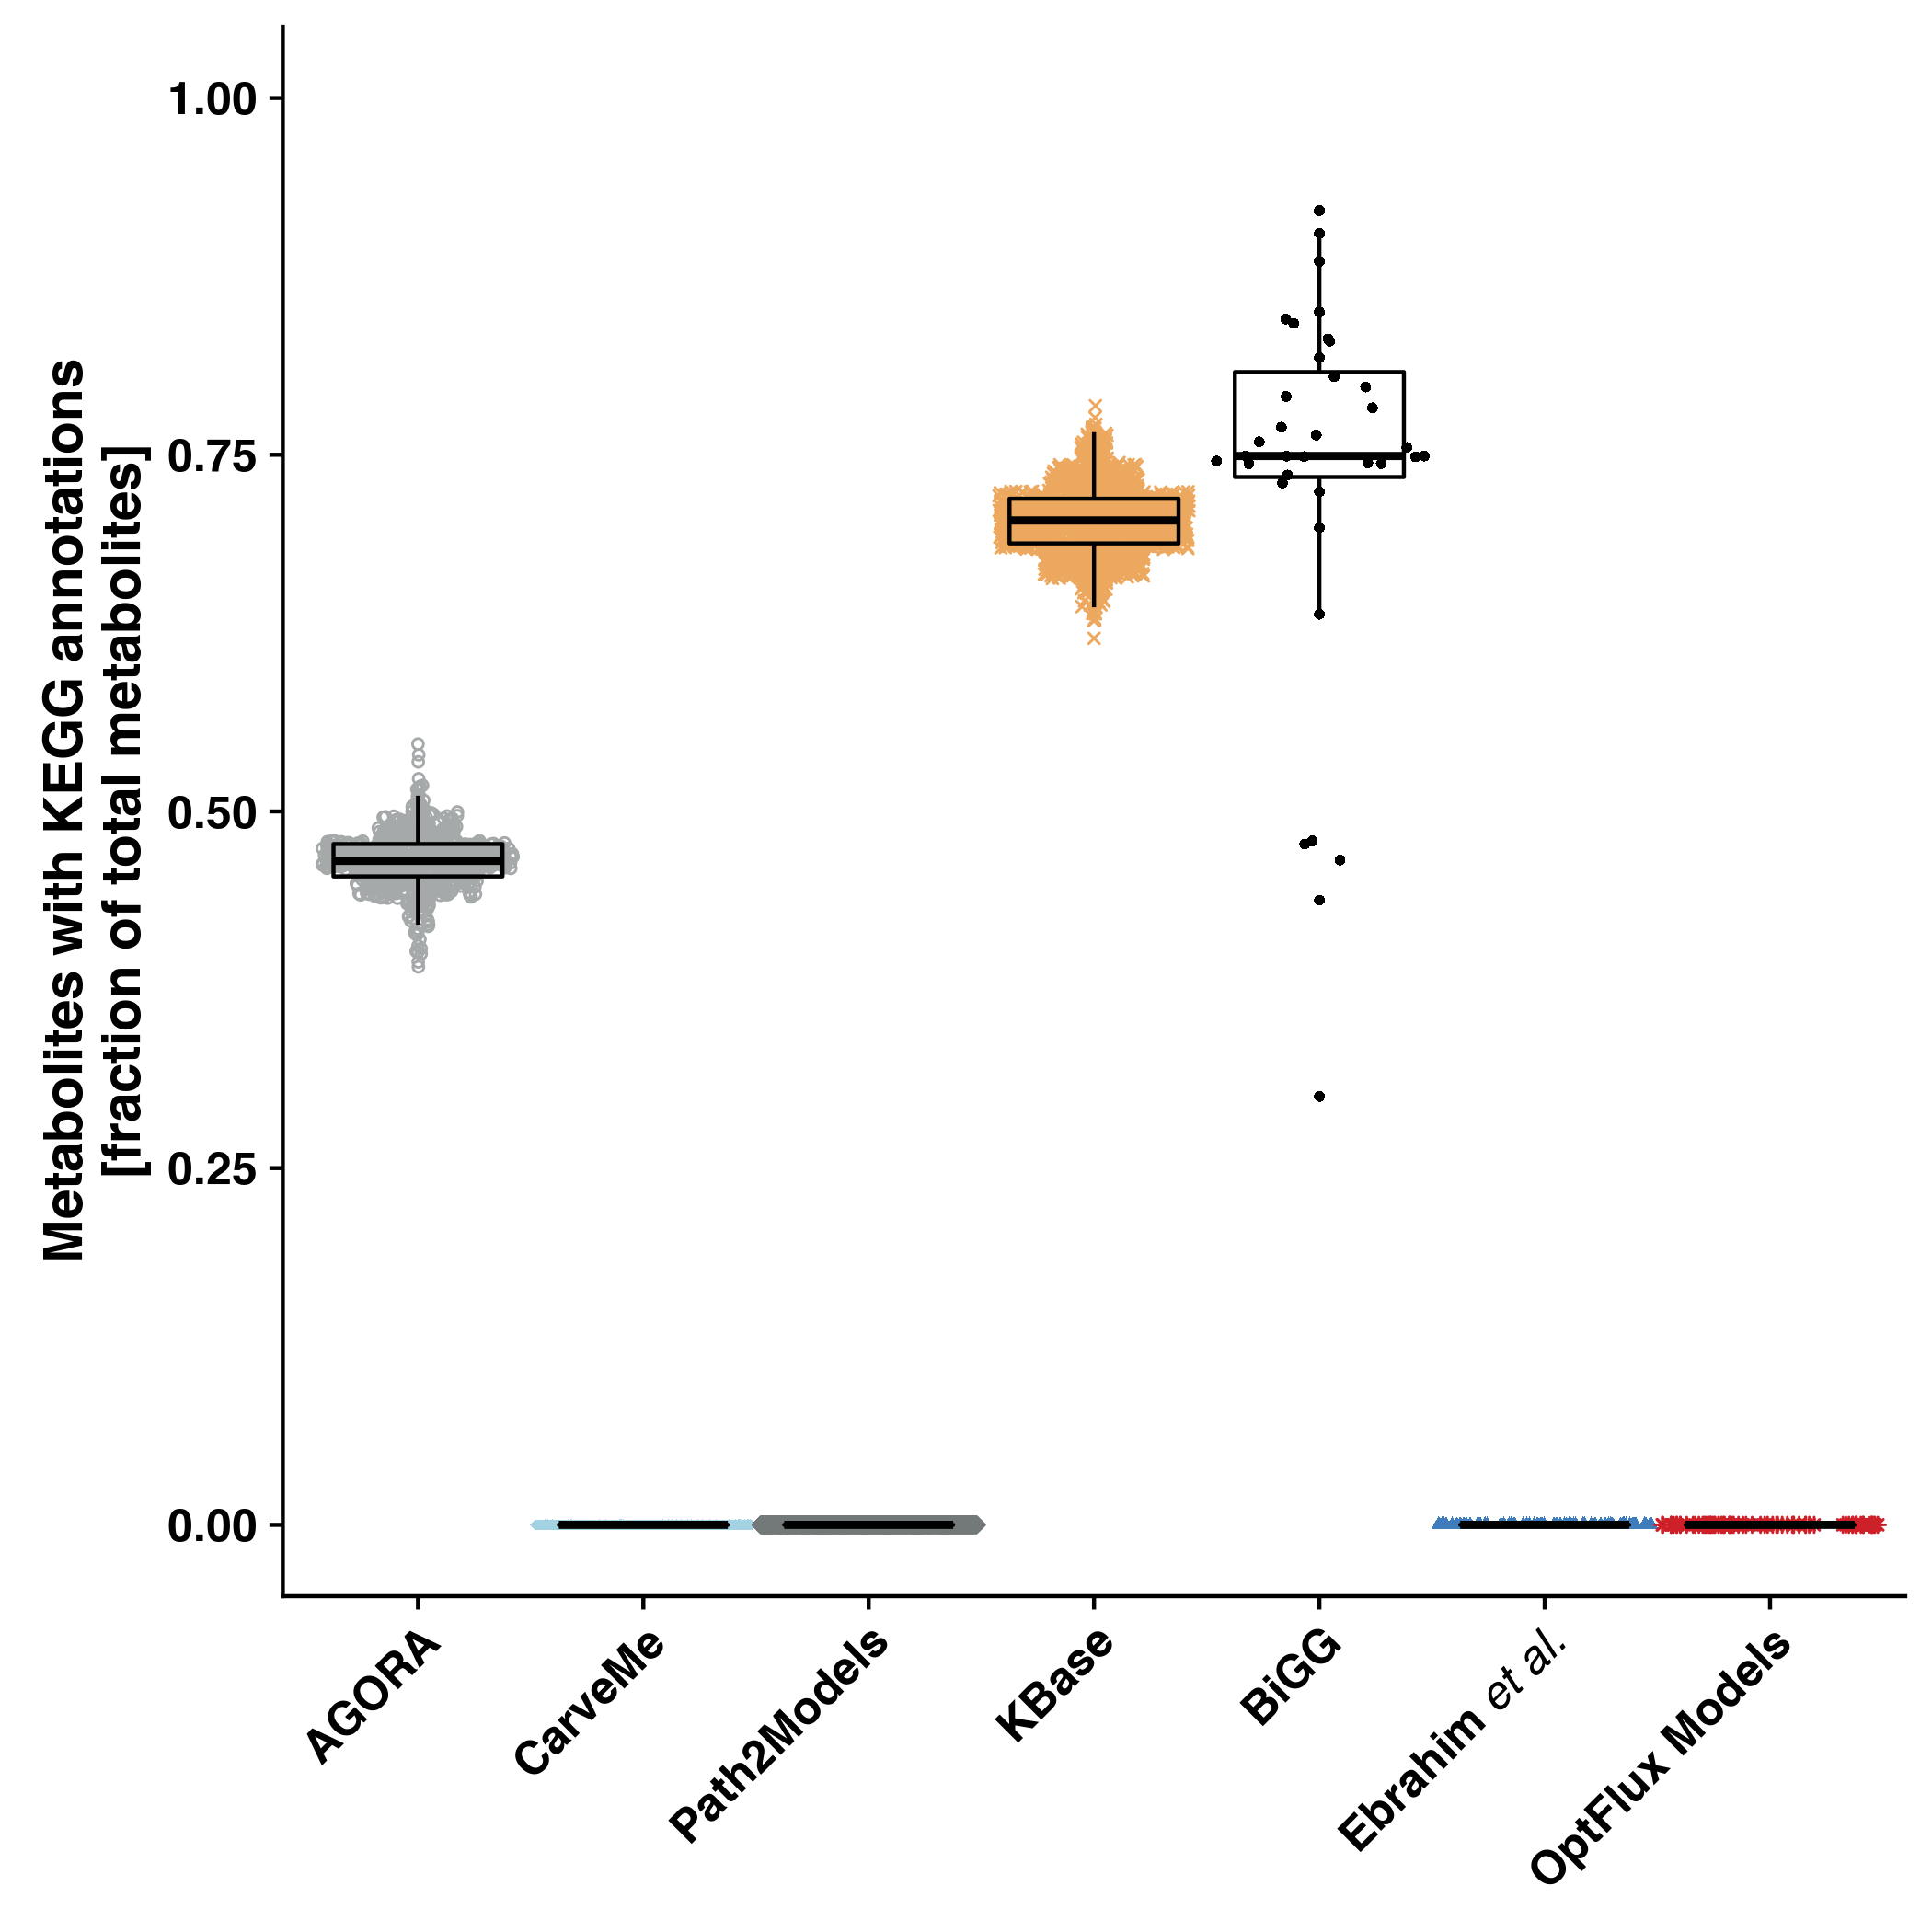 Metabolites with KEGG annotations
[fraction of total metabolites]
1.00
0.75
0.50
0.25
0.00
AGORA
CarveMe
Path2Models
KBase
BiGG
Ebrahim et al.
OptFlux Models